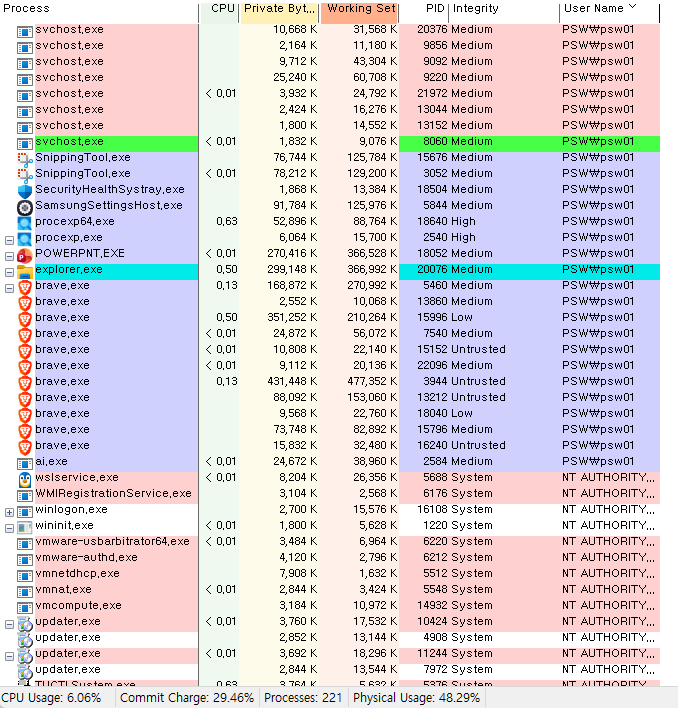 Process CPU Private Byt... Working Set PID Integrity User Name
svchost.exe 10,668 K 31,568 K 20376 Medium PSW₩psw01
svchost.exe 2,164 K 11,180 K 9856 Medium PSW₩psw01
svchost.exe 9,712 K 43,304 K 9092 Medium PSW₩psw01
svchost.exe 25,240 K 60,708 K 9220 Medium PSW₩psw01
svchost.exe < 0.01 3,932 K 24,792 K 21972 Medium PSW₩psw01
svchost.exe 2,424 K 16,276 K 13044 Medium PSW₩psw01
svchost.exe 1,800 K 14,552 K 13152 Medium PSW₩psw01
svchost.exe < 0.01 1,832 K 9,076 K 8060 Medium PSW₩psw01
SnippingTool.exe 76,744 K 125,784 K 15676 Medium PSW₩psw01
SnippingTool.exe < 0.01 78,212 K 129,200 K 3052 Medium PSW₩psw01
SecurityHealthSystray.exe 1,868 K 13,384 K 18504 Medium PSW₩psw01
SamsungSettingsHost.exe 91,784 K 125,976 K 5844 Medium PSW₩psw01
procexp64.exe 0.63 52,896 K 88,764 K 18640 High PSW₩psw01
procexp.exe 6,064 K 15,700 K 2540 High PSW₩psw01
POWERPNT.EXE < 0.01 270,416 K 366,528 K 18052 Medium PSW₩psw01
explorer.exe 0.50 299,148 K 366,992 K 20076 Medium PSW₩psw01
brave.exe 0.13 168,872 K 270,992 K 5460 Medium PSW₩psw01
brave.exe 2,552 K 10,068 K 13860 Medium PSW₩psw01
brave.exe 0.50 351,252 K 210,264 K 15996 Low PSW₩psw01
brave.exe < 0.01 24,872 K 56,072 K 7540 Medium PSW₩psw01
brave.exe < 0.01 10,808 K 22,140 K 15152 Untrusted PSW₩psw01
brave.exe < 0.01 9,112 K 20,136 K 22096 Medium PSW₩psw01
brave.exe 0.13 431,448 K 477,352 K 3944 Untrusted PSW₩psw01
brave.exe 88,092 K 153,060 K 13212 Untrusted PSW₩psw01
brave.exe 9,568 K 22,760 K 18040 Low PSW₩psw01
brave.exe 73,748 K 82,892 K 15796 Medium PSW₩psw01
brave.exe 15,832 K 32,480 K 16240 Untrusted PSW₩psw01
ai.exe < 0.01 24,672 K 38,960 K 2584 Medium PSW₩psw01
wslservice.exe < 0.01 8,204 K 26,356 K 5688 System NT AUTHORITY...
WMIRegistrationService.exe 3,104 K 2,568 K 6176 System NT AUTHORITY...
winlogon.exe 2,700 K 15,576 K 16108 System NT AUTHORITY...
wininit.exe < 0.01 1,800 K 5,628 K 1220 System NT AUTHORITY...
vmware-usbarbitrator64.exe < 0.01 3,484 K 6,964 K 6220 System NT AUTHORITY...
vmware-authd.exe 4,120 K 2,796 K 6212 System NT AUTHORITY...
vmnetdhcp.exe 7,908 K 1,632 K 5512 System NT AUTHORITY...
vmnat.exe < 0.01 2,844 K 3,424 K 5548 System NT AUTHORITY...
vmcompute.exe 3,184 K 10,972 K 14932 System NT AUTHORITY...
updater.exe < 0.01 3,760 K 17,532 K 10424 System NT AUTHORITY...
updater.exe 2,852 K 13,144 K 4908 System NT AUTHORITY...
updater.exe < 0.01 3,692 K 18,296 K 11244 System NT AUTHORITY...
updater.exe 2,844 K 13,544 K 7972 System NT AUTHORITY...
TUCTLSystem.exe 0.63 3,764 K 5,632 K 5376 System NT AUTHORITY...
CPU Usage: 6.06% Commit Charge: 29.46% Processes: 221 Physical Usage: 48.29%